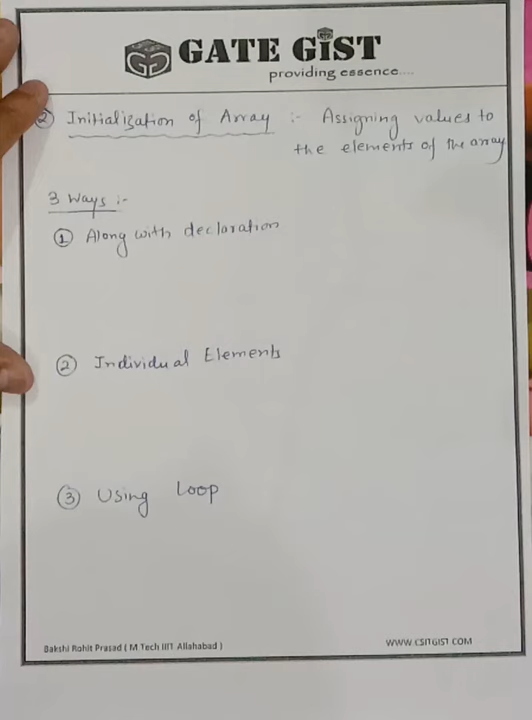 GATE GiST
providing essence....
② Initialization of Array :- Assigning values to
the elements of the array
3 Ways :-
① Along with declaration
② Individual Elements
③ Using Loop
Bakshi Rohit Prasad ( M Tech IIIT Allahabad )
WWW.CSITGIST.COM